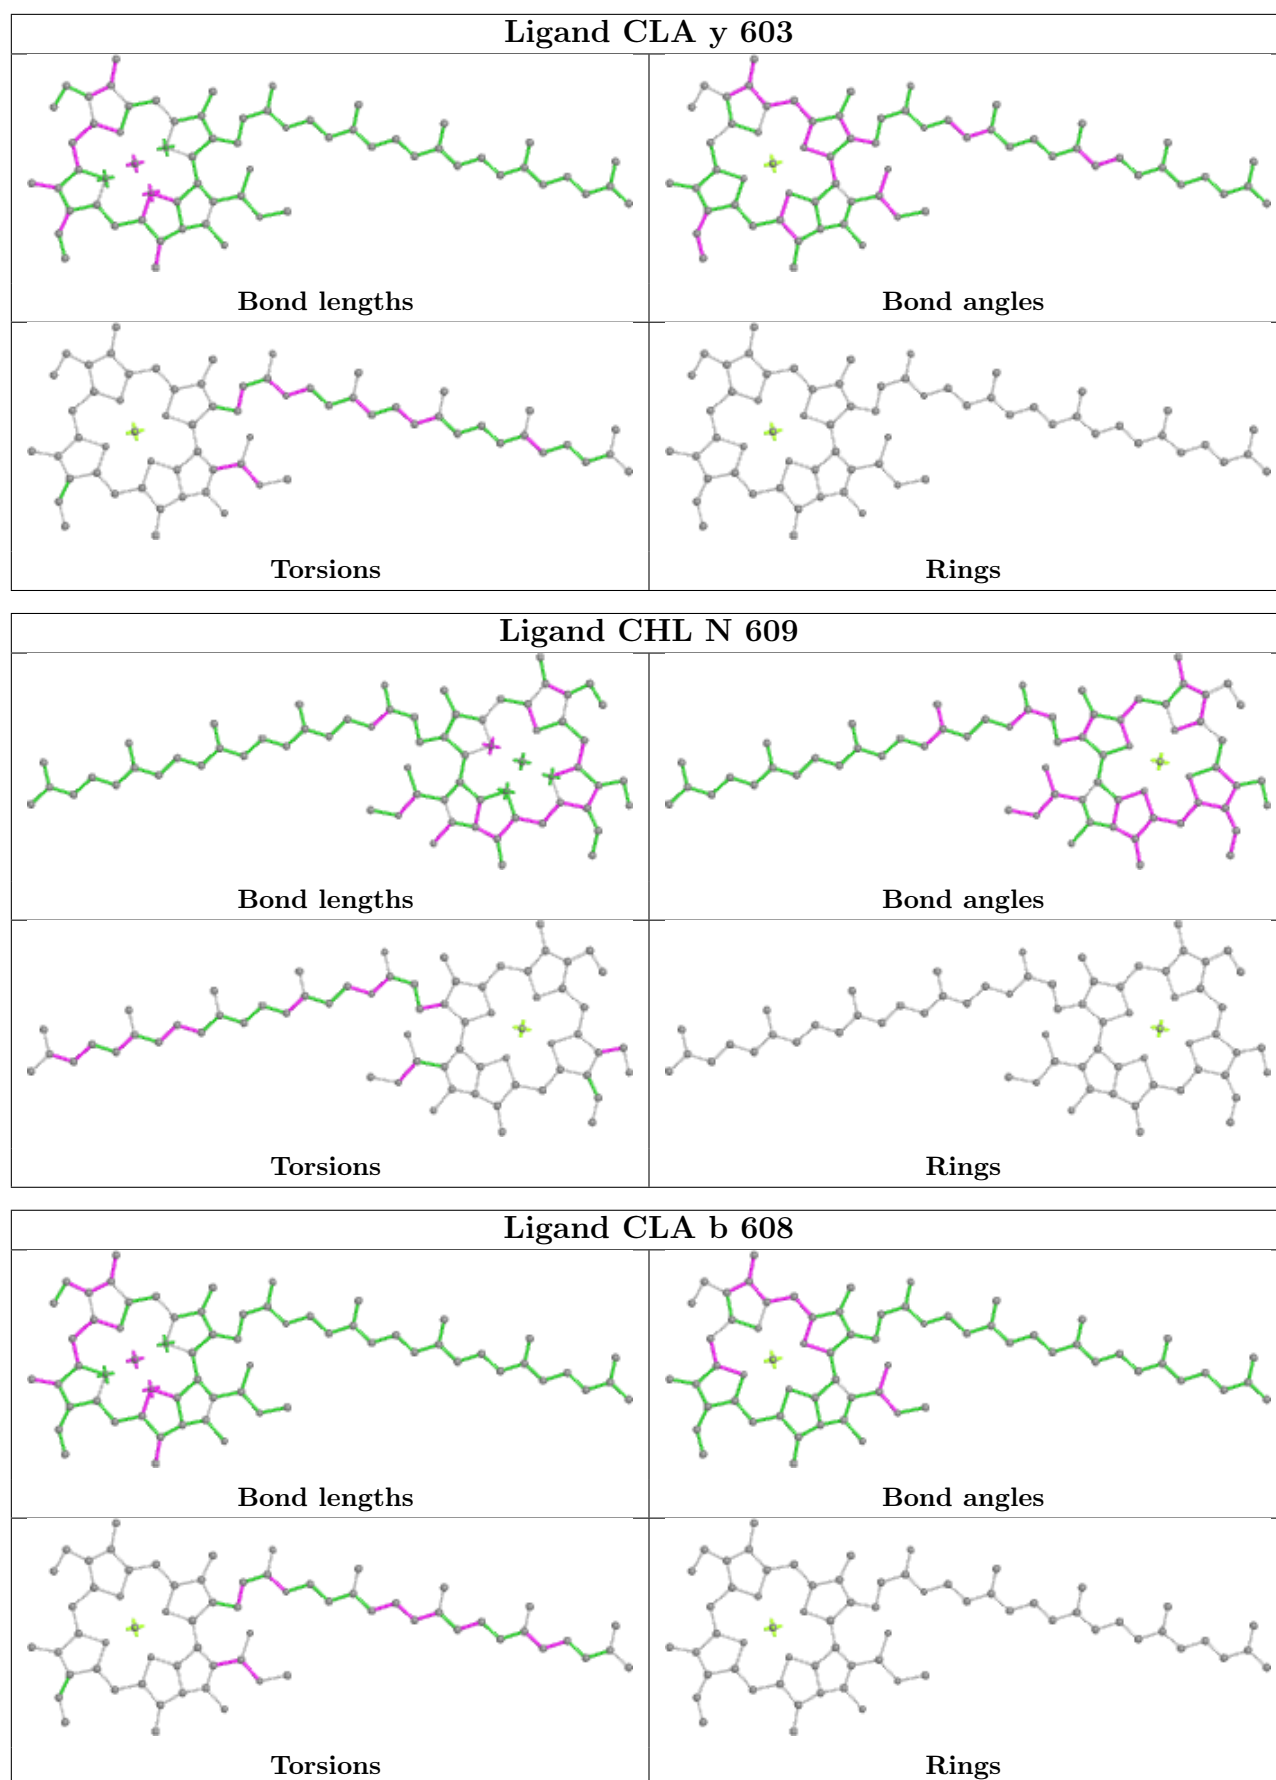 Ligand CLA y 603
Bond lengths
Bond angles
Torsions
Rings
Ligand CHL N 609
Bond lengths
Bond angles
Torsions
Rings
Ligand CLA b 608
Bond lengths
Bond angles
Torsions
Rings